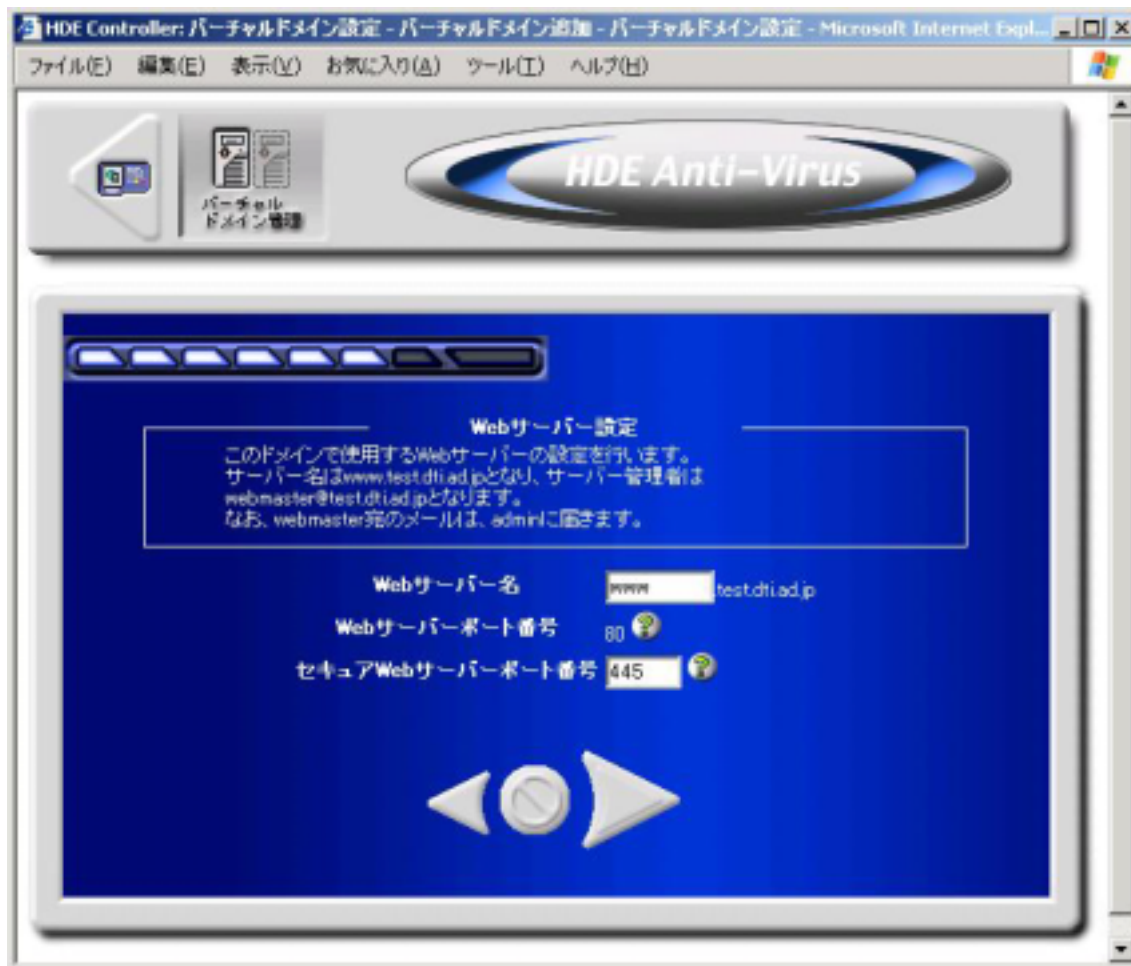 HDE Controller: バーチャルドメイン設定 - バーチャルドメイン追加 - バーチャルドメイン設定 - Microsoft Internet Expl...
ファイル(F) 編集(E) 表示(V) お気に入り(A) ツール(T) ヘルプ(H)
バーチャル
ドメイン管理
HDE Anti-Virus
Webサーバー設定
このドメインで使用するWebサーバーの設定を行います。
サーバー名はwww.test.dti.ad.jpとなり、サーバー管理者は
webmaster@test.dti.ad.jpとなります。
なお、webmaster宛のメールは、adminに届きます。
Webサーバー名 www .test.dti.ad.jp
Webサーバーポート番号 80 ?
セキュアWebサーバーポート番号 445 ?